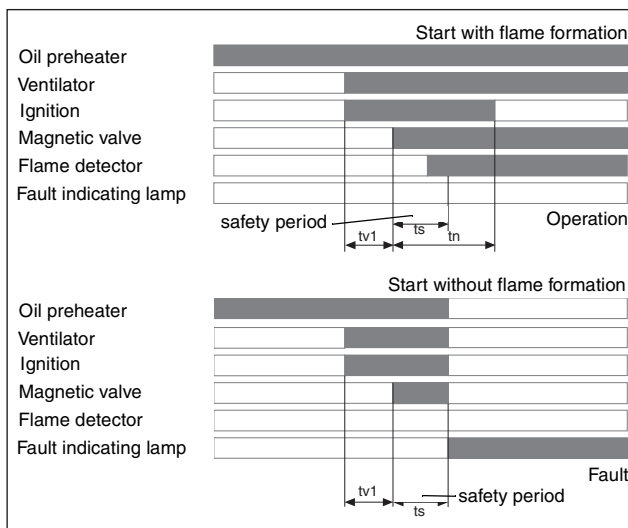 Start with flame formation
Oil preheater
Ventilator
Ignition
Magnetic valve
Flame detector
Fault indicating lamp
safety period
ts
Operation
tv1
tn
Start without flame formation
Oil preheater
Ventilator
Ignition
Magnetic valve
Flame detector
Fault indicating lamp
Fault
tv1
ts
safety period